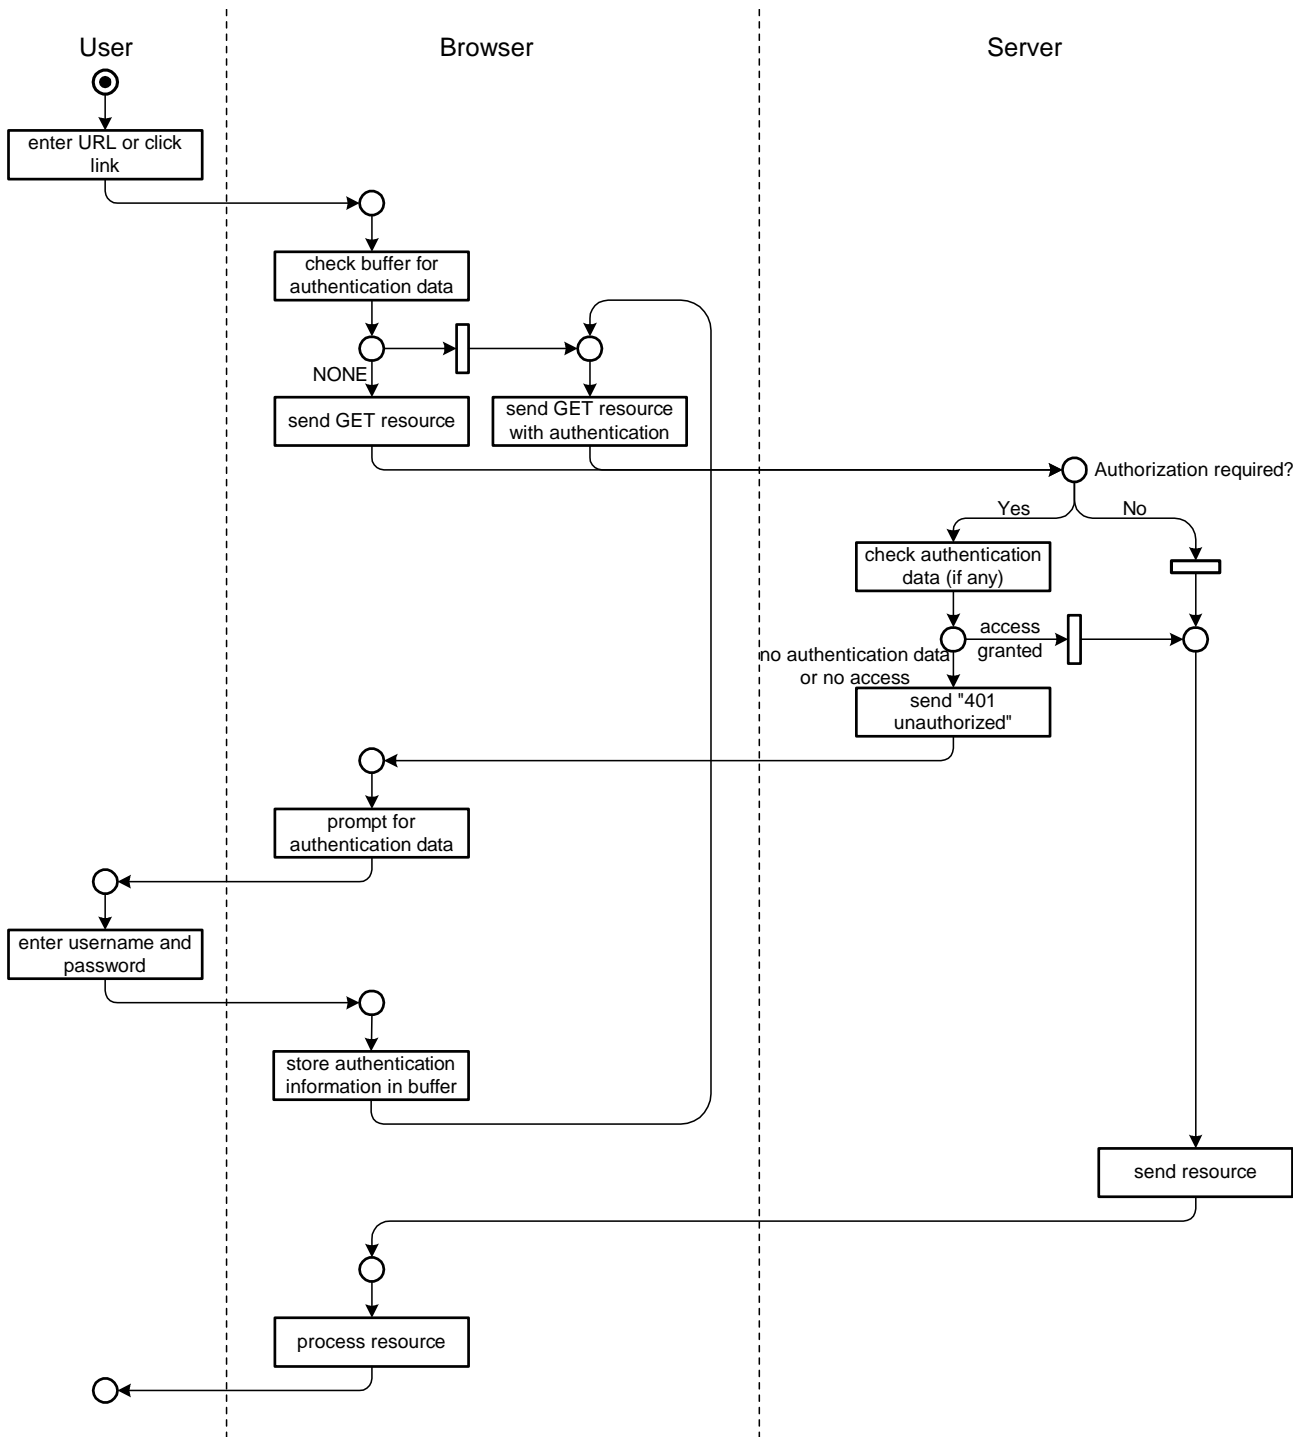 User
Browser
Server
enter URL or click
link
check buffer for
authentication data
NONE
send GET resource
send GET resource
with authentication
Authorization required?
Yes
No
check authentication
data (if any)
access
granted
no authentication data
or no access
send "401
unauthorized"
prompt for
authentication data
enter username and
password
store authentication
information in buffer
send resource
process resource